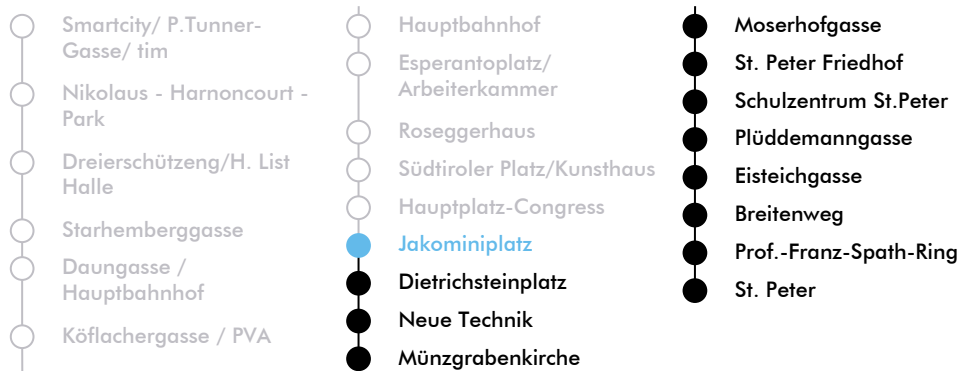 Smartcity/ P.Tunner-
Gasse/ tim
Nikolaus - Harnoncourt -
Park
Dreierschützeng/H. List
Halle
Starhemberggasse
Daungasse /
Hauptbahnhof
Köflachergasse / PVA
Hauptbahnhof
Esperantoplatz/
Arbeiterkammer
Roseggerhaus
Südtiroler Platz/Kunsthaus
Hauptplatz-Congress
Jakominiplatz
Dietrichsteinplatz
Neue Technik
Münzgrabenkirche
Moserhofgasse
St. Peter Friedhof
Schulzentrum St.Peter
Plüddemanngasse
Eisteichgasse
Breitenweg
Prof.-Franz-Spath-Ring
St. Peter